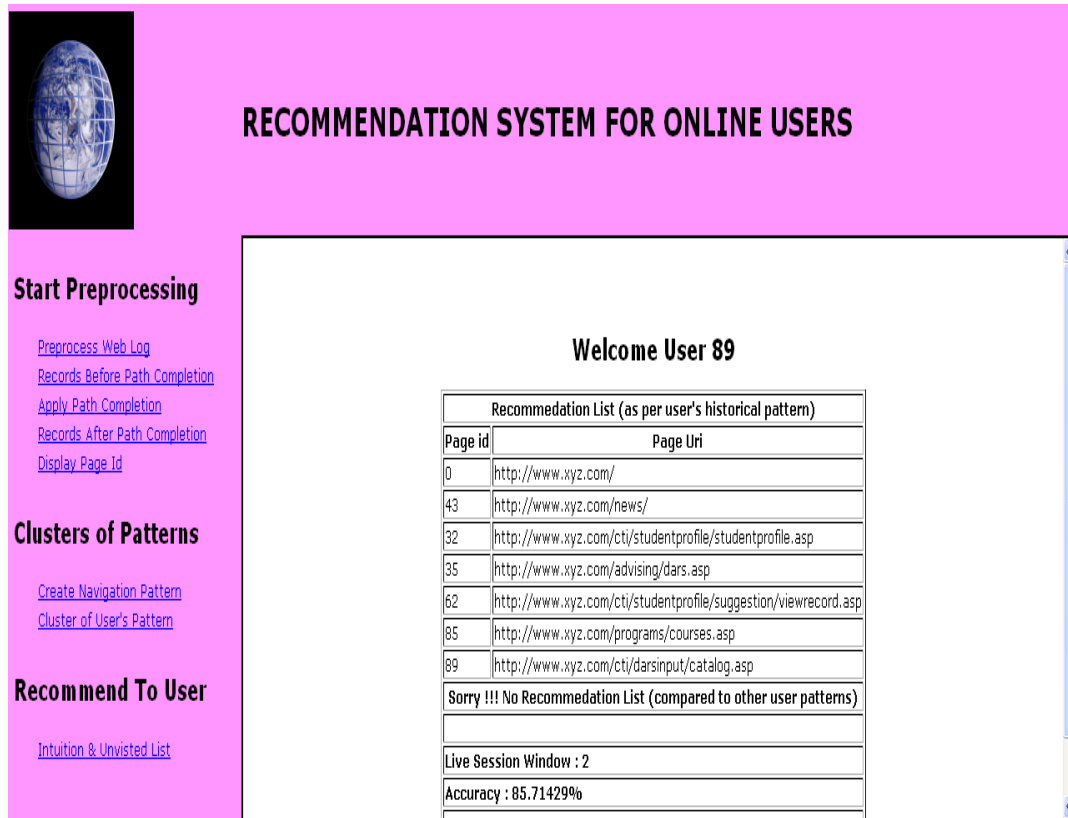 RECOMMENDATION SYSTEM FOR ONLINE USERS
Start Preprocessing
Preprocess Web Log
Records Before Path Completion
Apply Path Completion
Records After Path Completion
Display Page Id
Clusters of Patterns
Create Navigation Pattern
Cluster of User's Pattern
Recommend To User
Intuition & Unvisted List
Welcome User 89
Recommedation List (as per user's historical pattern)
Page id Page Uri
0 http://www.xyz.com/
43 http://www.xyz.com/news/
32 http://www.xyz.com/cti/studentprofile/studentprofile.asp
35 http://www.xyz.com/advising/dars.asp
62 http://www.xyz.com/cti/studentprofile/suggestion/viewrecord.asp
85 http://www.xyz.com/programs/courses.asp
89 http://www.xyz.com/cti/darsinput/catalog.asp
Sorry !!! No Recommedation List (compared to other user patterns)
Live Session Window : 2
Accuracy : 85.71429%